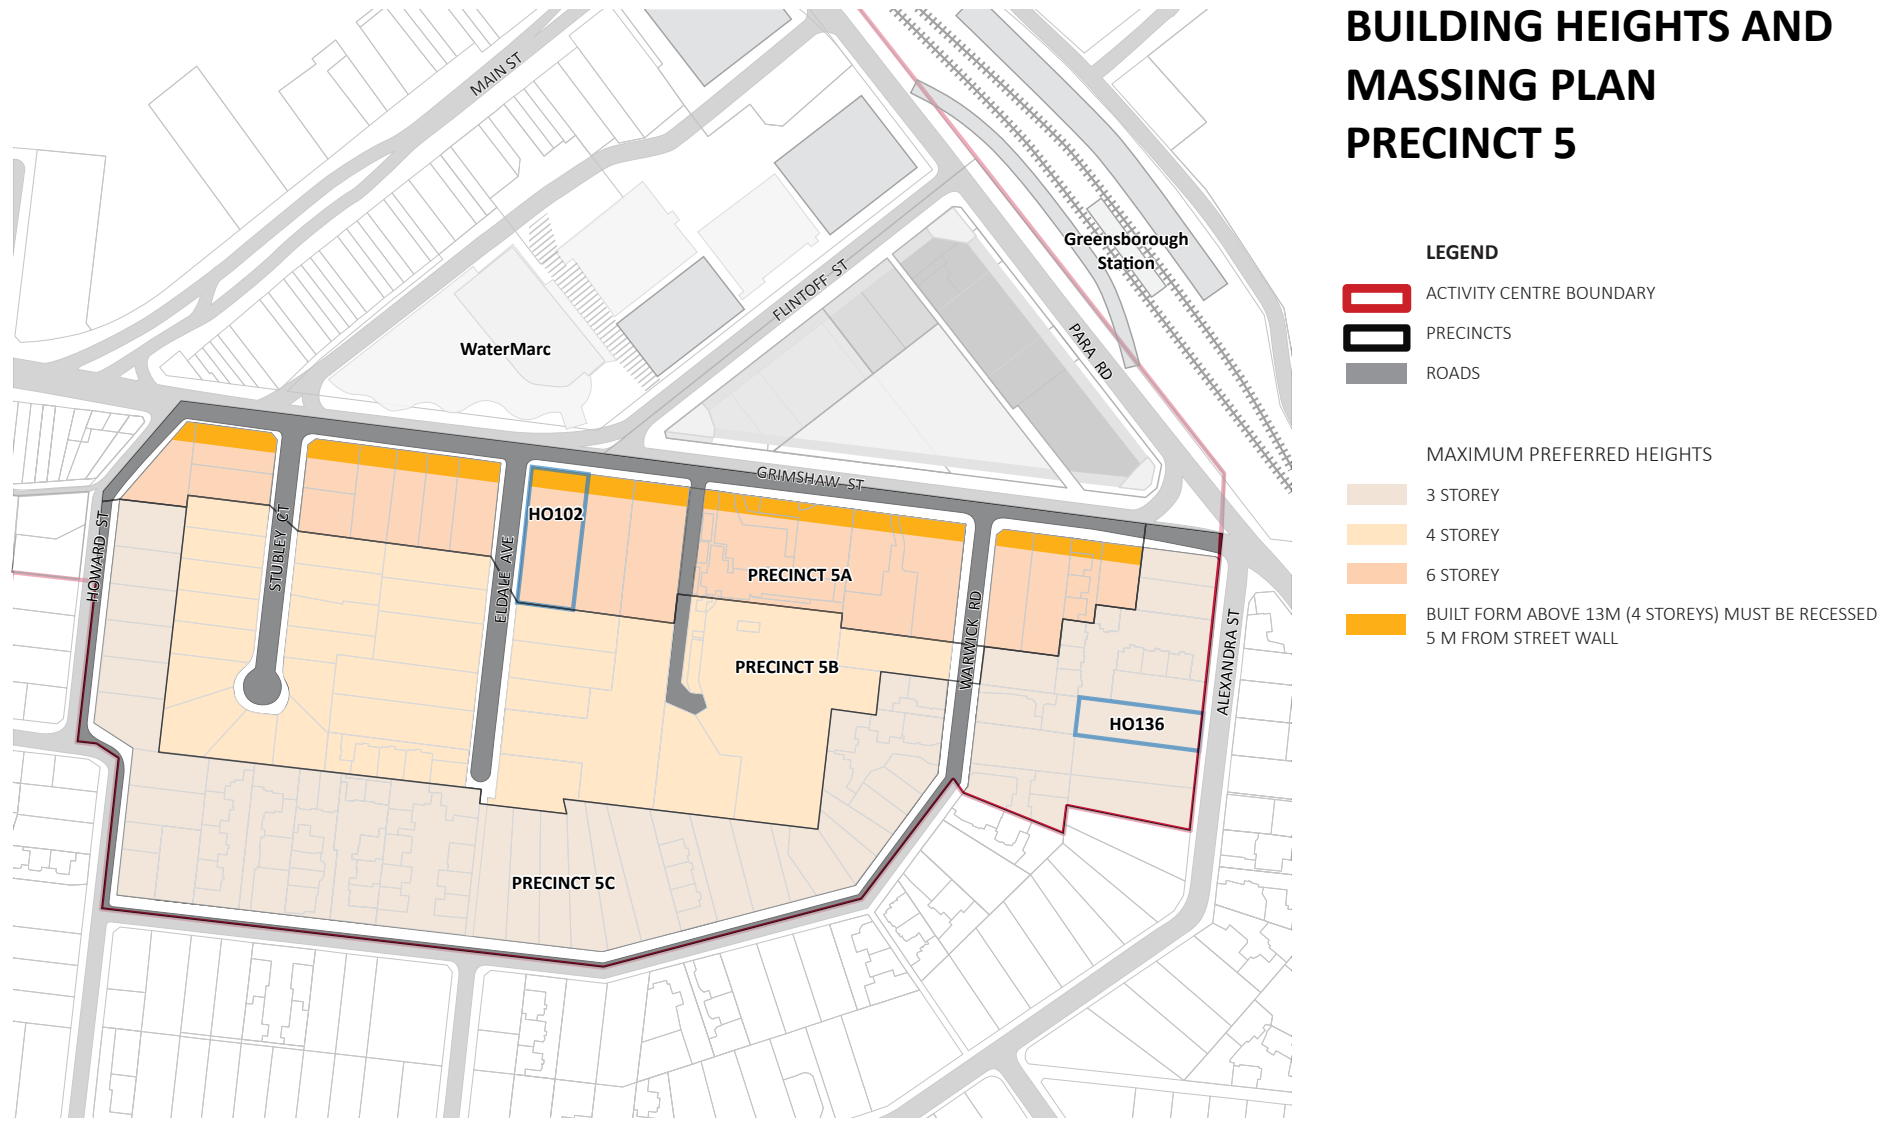 BUILDING HEIGHTS AND
MASSING PLAN
PRECINCT 5
LEGEND
ACTIVITY CENTRE BOUNDARY
PRECINCTS
ROADS
MAXIMUM PREFERRED HEIGHTS
3 STOREY
4 STOREY
6 STOREY
BUILT FORM ABOVE 13M (4 STOREYS) MUST BE RECESSED
5 M FROM STREET WALL
MAIN ST
Greensborough
Station
FLINTOFF ST
PARA RD
WaterMarc
GRIMSHAW ST
HO102
HOWARD ST
STUBLEY CT
ELDALE AVE
PRECINCT 5A
WARWICK RD
ALEXANDRA ST
PRECINCT 5B
HO136
PRECINCT 5C